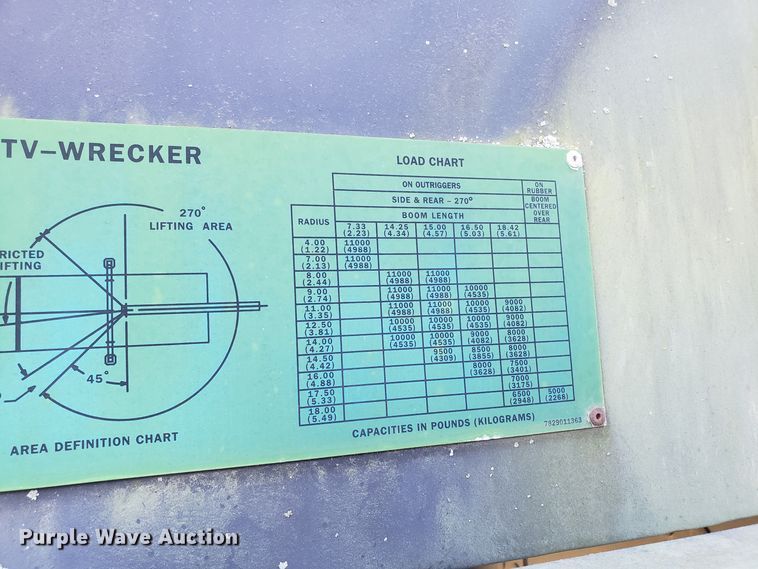 TV-WRECKER
270°
LIFTING AREA
RICTED
IFTING
45°
AREA DEFINITION CHART
LOAD CHART
ON OUTRIGGERS ON RUBBER
SIDE & REAR - 270° BOOM CENTERED OVER REAR
RADIUS BOOM LENGTH
7.33 14.25 15.00 16.50 18.42
(2.23) (4.34) (4.57) (5.03) (5.61)
4.00 11000
(1.22) (4988)
7.00 11000
(2.13) (4988)
8.00 11000 11000
(2.44) (4988) (4988)
9.00 11000 11000 10000
(2.74) (4988) (4988) (4535)
11.00 11000 11000 10000 9000
(3.35) (4988) (4988) (4535) (4082)
12.50 10000 10000 10000 9000
(3.81) (4535) (4535) (4535) (4082)
14.00 10000 10000 9000 8000
(4.27) (4535) (4535) (4082) (3628)
14.50 9500 8500 8000
(4.42) (4309) (3855) (3628)
16.00 8000 7500
(4.88) (3628) (3401)
17.50 7000
(5.33) (3175)
18.00 6500 5000
(5.49) (2948) (2268)
CAPACITIES IN POUNDS (KILOGRAMS)
7829011363
Purple Wave Auction